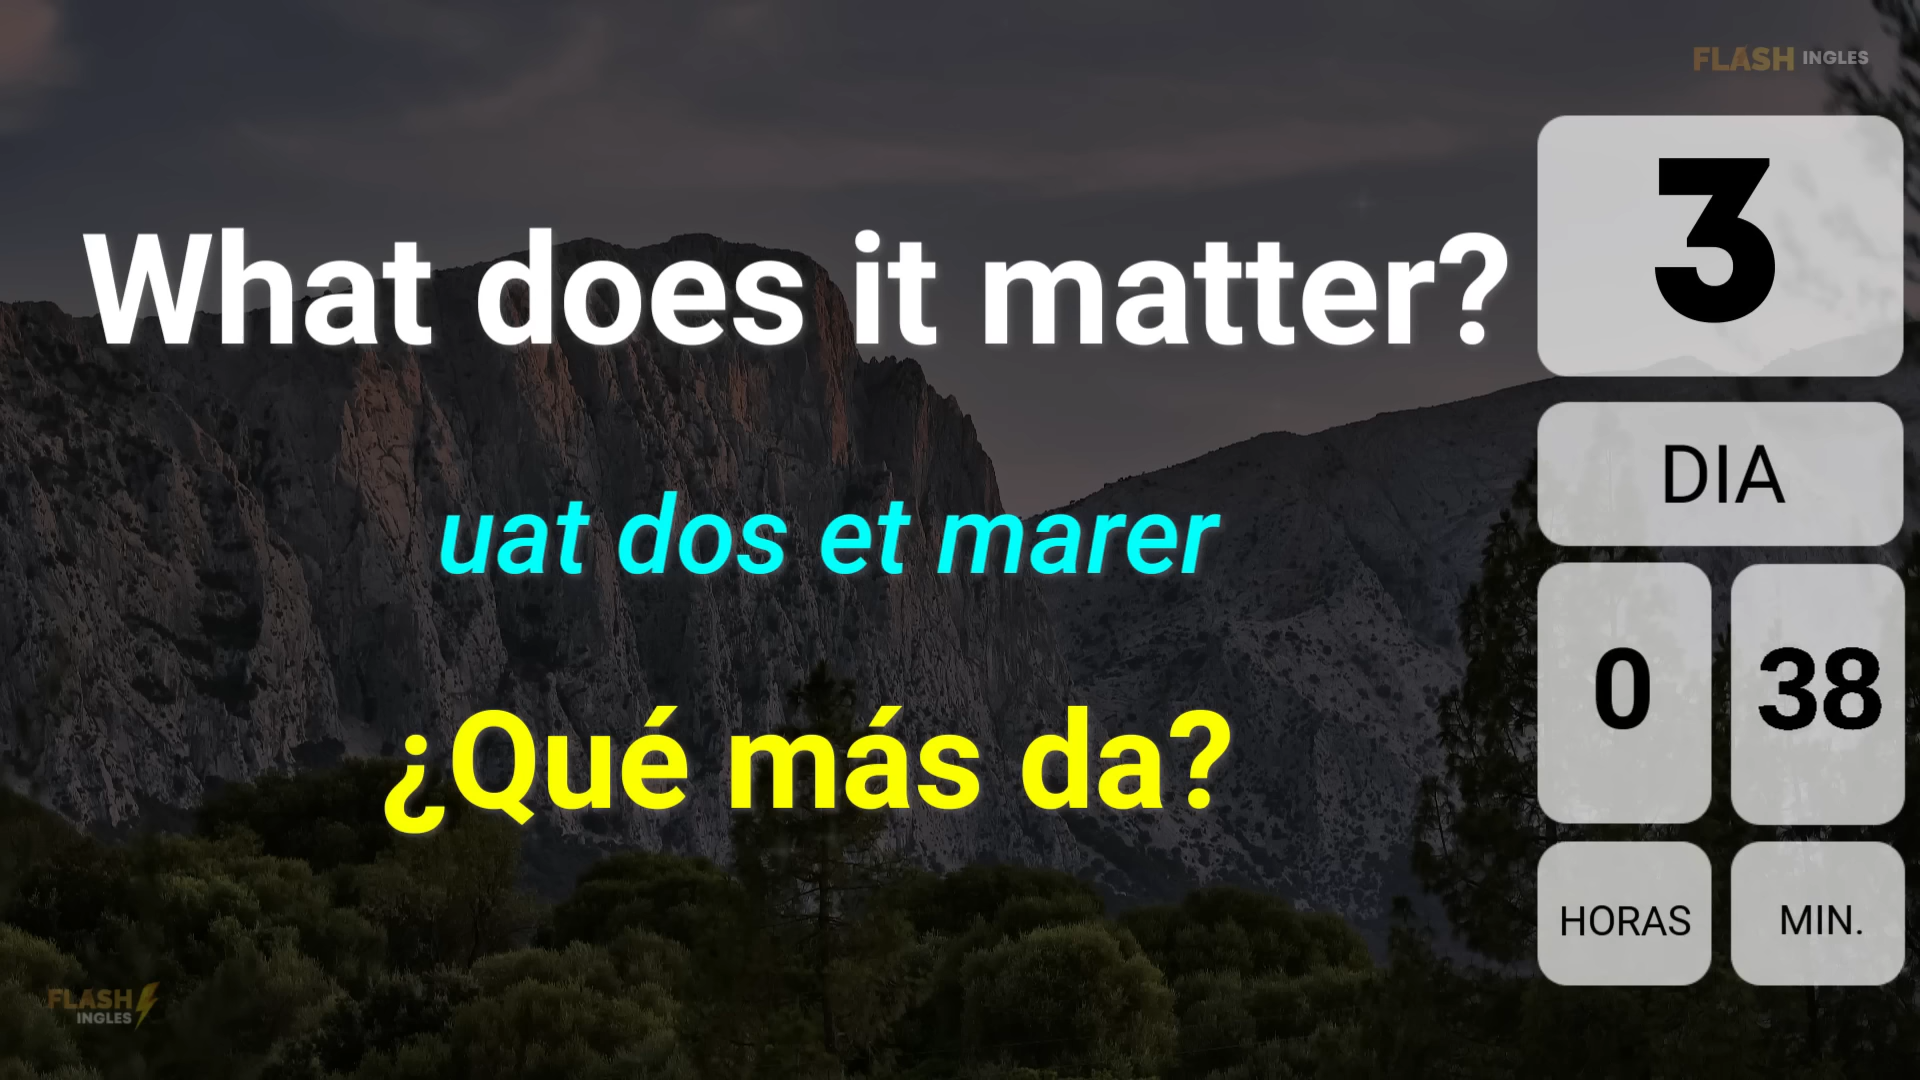 FLASH INGLES
What does it matter?
uat dos et marer
¿Qué más da?
3
DIA
0 38
HORAS MIN.
FLASH
INGLES